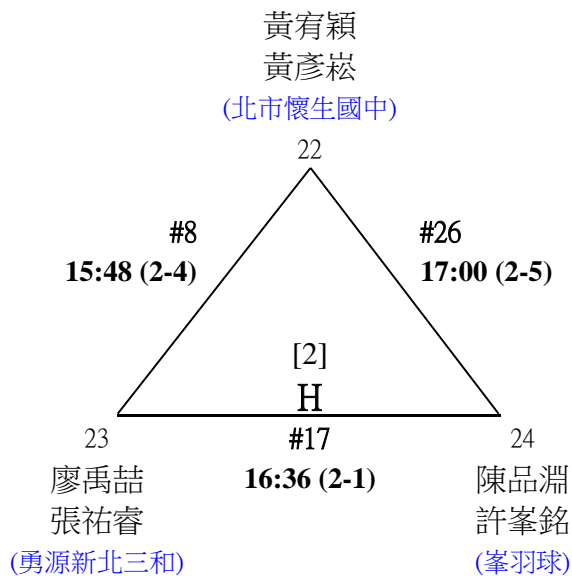 黃宥穎
黃彥崧
(北市懷生國中)
22
#8
15:48 (2-4)
#26
17:00 (2-5)
[2]
H
23
#17
24
16:36 (2-1)
廖禹喆
張祐睿
(勇源新北三和)
陳品淵
許峯銘
(峯羽球)